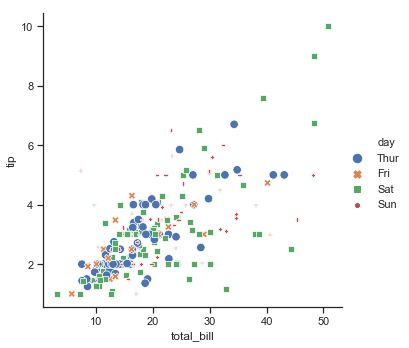 10
8
6
4
2
tip
10
20
30
40
50
total_bill
day
Thur
Fri
Sat
Sun